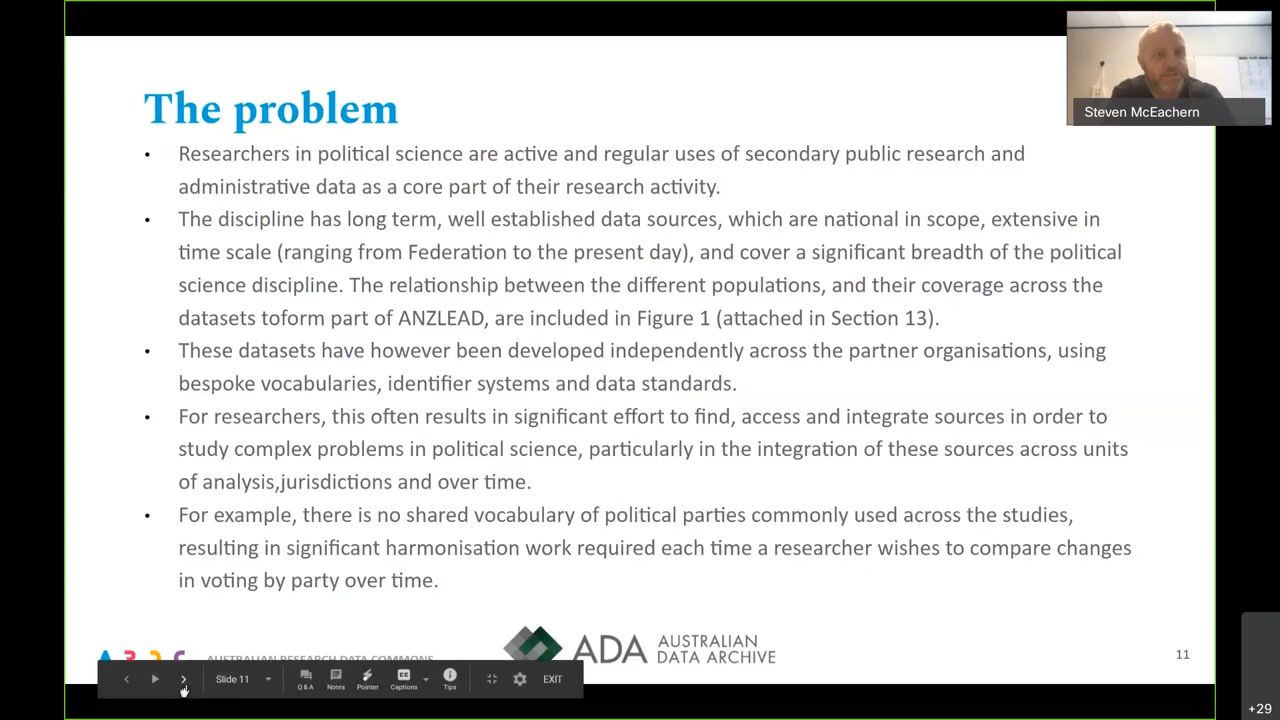 The problem
Steven McEachern
• Researchers in political science are active and regular uses of secondary public research and
administrative data as a core part of their research activity.
• The discipline has long term, well established data sources, which are national in scope, extensive in
time scale (ranging from Federation to the present day), and cover a significant breadth of the political
science discipline. The relationship between the different populations, and their coverage across the
datasets toform part of ANZLEAD, are included in Figure 1 (attached in Section 13).
• These datasets have however been developed independently across the partner organisations, using
bespoke vocabularies, identifier systems and data standards.
• For researchers, this often results in significant effort to find, access and integrate sources in order to
study complex problems in political science, particularly in the integration of these sources across units
of analysis,jurisdictions and over time.
• For example, there is no shared vocabulary of political parties commonly used across the studies,
resulting in significant harmonisation work required each time a researcher wishes to compare changes
in voting by party over time.
AUSTRALIAN RESEARCH DATA COMMONS
ADA AUSTRALIAN
DATA ARCHIVE
11
Slide 11
Q & A
Notes
Pointer
Captions
Tips
EXIT
+29